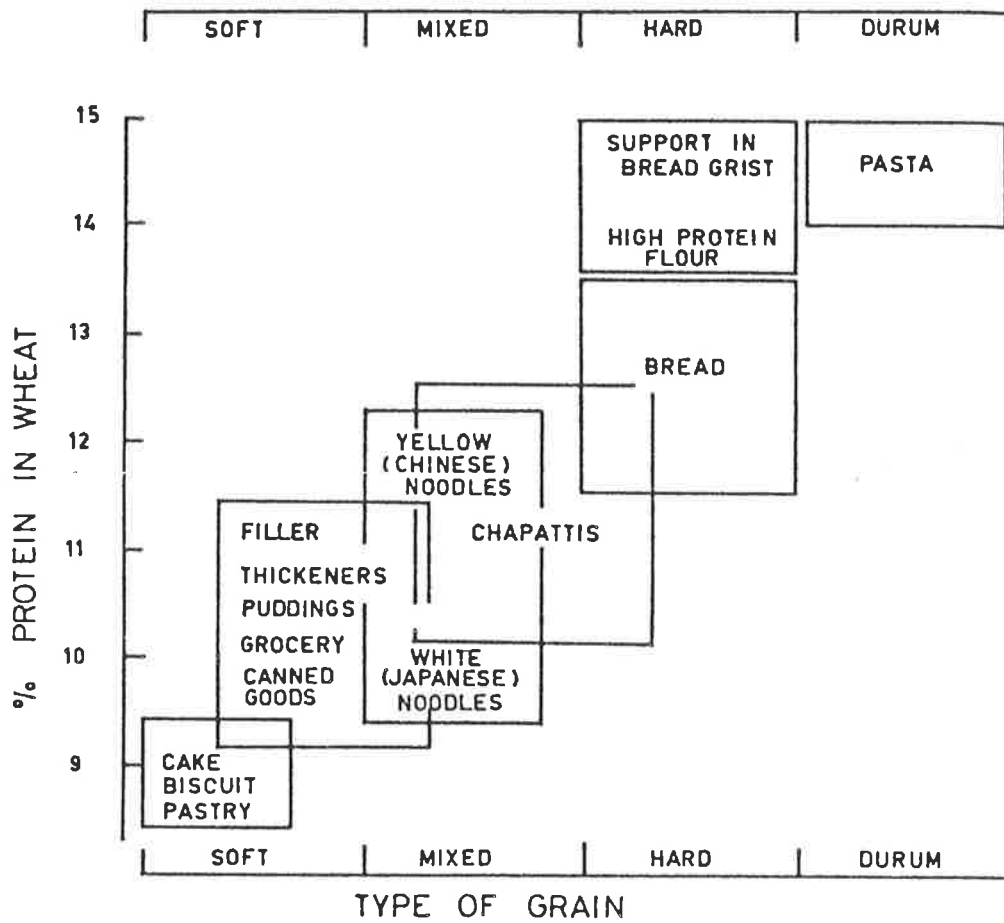 SOFT MIXED HARD DURUM
15
SUPPORT IN
BREAD GRIST
PASTA
14
HIGH PROTEIN
FLOUR
13
BREAD
12
YELLOW
(CHINESE)
NOODLES
FILLER
CHAPATTIS
11
THICKENERS
PUDDINGS
GROCERY
10
WHITE
(JAPANESE)
NOODLES
CANNED
GOODS
9
CAKE
BISCUIT
PASTRY
% PROTEIN IN WHEAT
SOFT MIXED HARD DURUM
TYPE OF GRAIN